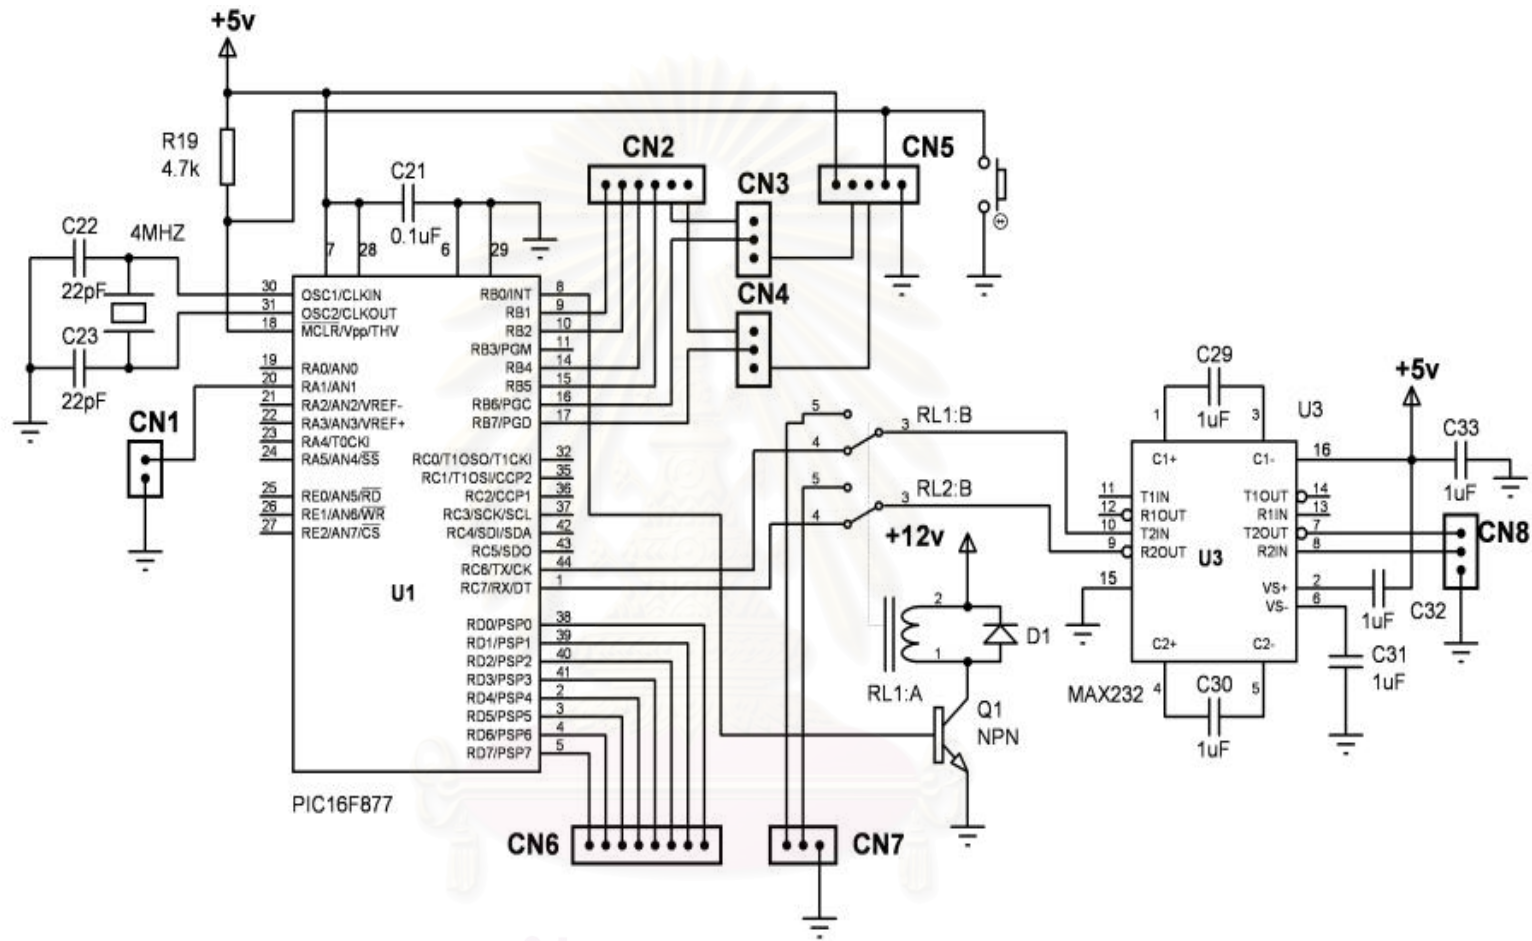 +5v
R19
4.7k
C21
0.1uF
CN2
CN3
CN5
C22
22pF
4MHZ
7
28
6
29
CN4
C23
22pF
30 OSC1/CLKIN
31 OSC2/CLKOUT
18 MCLR/Vpp/THV
19 RA0/AN0
20 RA1/AN1
21 RA2/AN2/VREF-
22 RA3/AN3/VREF+
23 RA4/T0CKI
24 RA5/AN4/SS
25 RE0/AN5/RD
26 RE1/AN6/WR
27 RE2/AN7/CS
CN1
RB0/INT 8
RB1 9
RB2 10
RB3/PGM 11
RB4 14
RB5 15
RB6/PGC 16
RB7/PGD 17
RC0/T1OSO/T1CKI 32
RC1/T1OSI/CCP2 35
RC2/CCP1 36
RC3/SCK/SCL 37
RC4/SDI/SDA 42
RC5/SDO 43
RC6/TX/CK 44
RC7/RX/DT 1
U1
RD0/PSP0 38
RD1/PSP1 39
RD2/PSP2 40
RD3/PSP3 41
RD4/PSP4 2
RD5/PSP5 3
RD6/PSP6 4
RD7/PSP7 5
PIC16F877
CN6
CN7
5
4
3
RL1:B
5
4
3
RL2:B
+12v
2
1
D1
RL1:A
Q1
NPN
C29
1uF
1
3
U3
+5v
C33
1uF
C1+
C1-
16
11 T1IN
12 R1OUT
10 T2IN
9 R2OUT
15
T1OUT 14
R1IN 13
T2OUT 7
R2IN 8
VS+ 2
VS- 6
U3
CN8
C32
1uF
C31
1uF
C2+
C2-
MAX232
4
5
C30
1uF